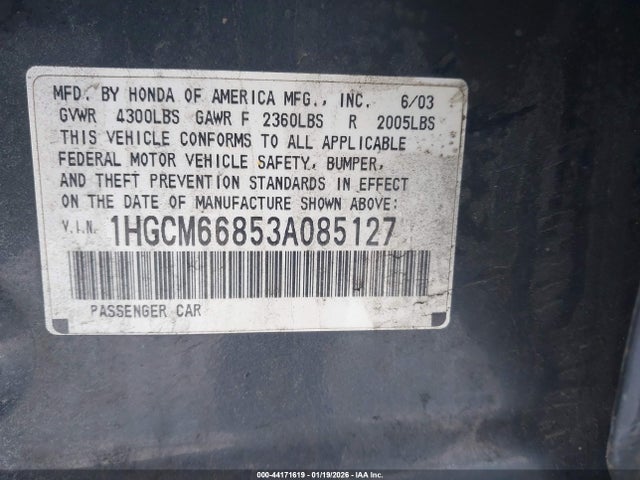 MFD. BY HONDA OF AMERICA MFG., INC. 6/03
GVWR 4300LBS GAWR F 2360LBS R 2005LBS
THIS VEHICLE CONFORMS TO ALL APPLICABLE
FEDERAL MOTOR VEHICLE SAFETY, BUMPER,
AND THEFT PREVENTION STANDARDS IN EFFECT
ON THE DATE OF MANUFACTURE SHOWN ABOVE:
V.I.N. 1HGCM66853A085127
PASSENGER CAR
000-44171619 | 01/19/2026 - IAA Inc.